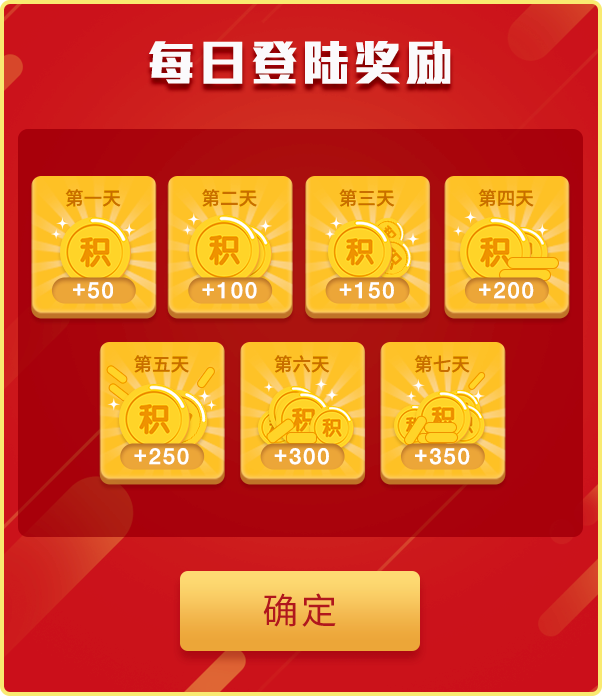 每日登陆奖励
第一天 第二天 第三天 第四天
积 积 积 积
+50 +100 +150 +200
第五天 第六天 第七天
积 积 积 积 积 积
+250 +300 +350
确定